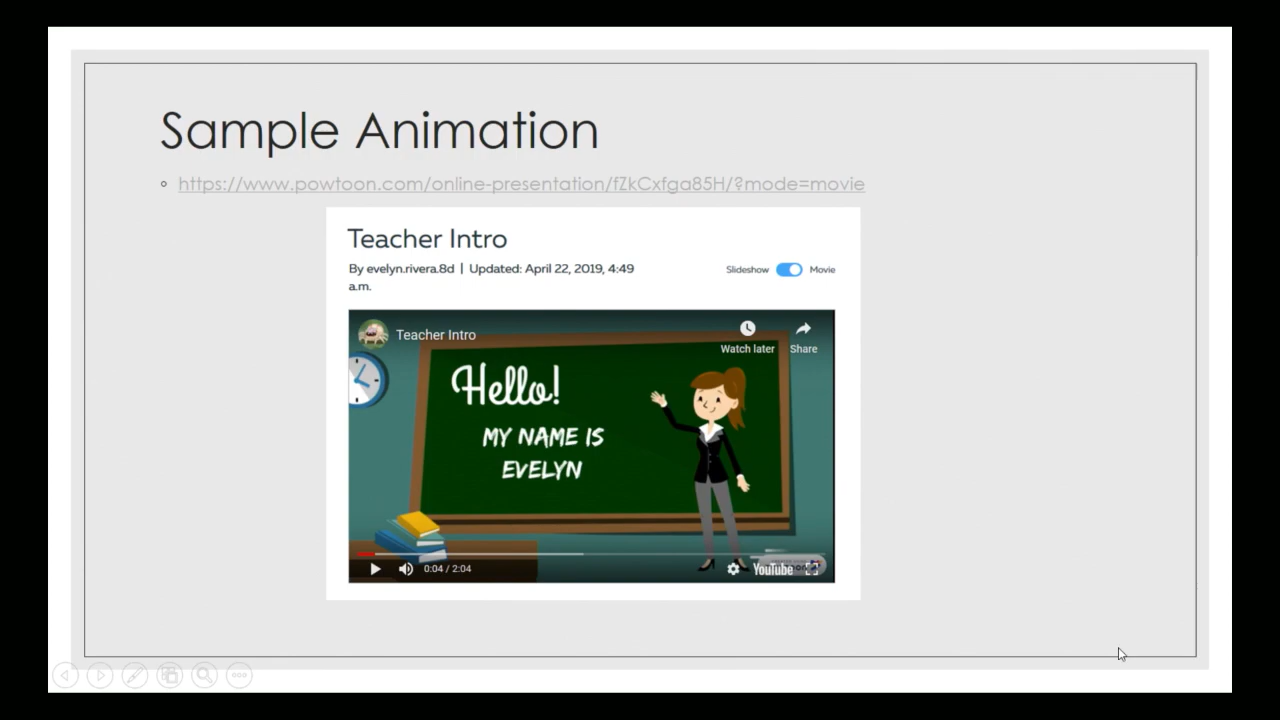 Sample Animation
https://www.powtoon.com/online-presentation/fZkCxfga85H/?mode=movie
Teacher Intro
By evelyn.rivera.8d | Updated: April 22, 2019, 4:49
a.m.
Slideshow Movie
Teacher Intro
Watch later Share
Hello!
MY NAME IS
EVELYN
0:04 / 2:04
YouTube